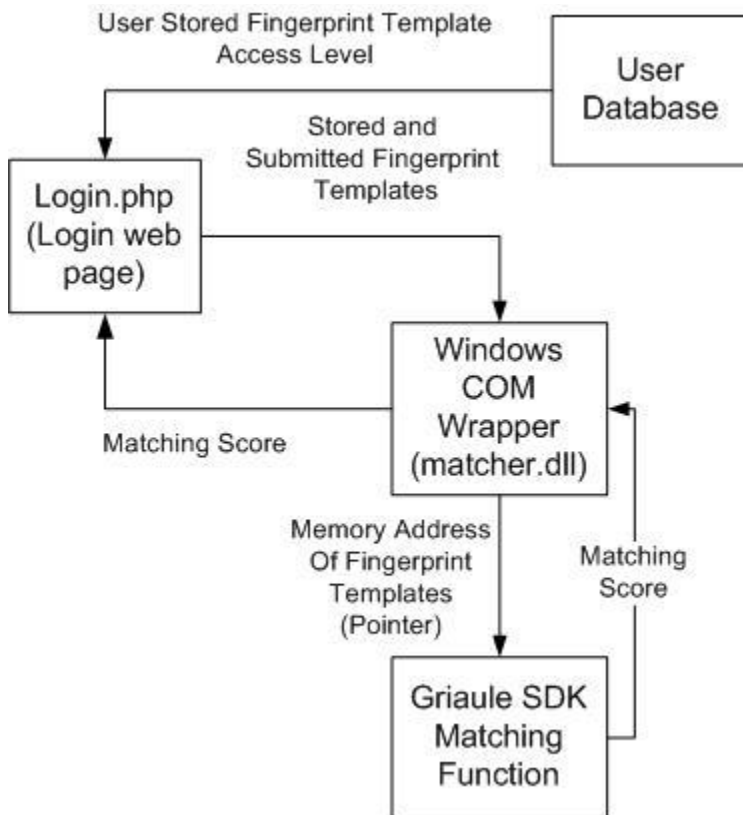 User Stored Fingerprint Template
Access Level
User
Database
Stored and
Submitted Fingerprint
Templates
Login.php
(Login web
page)
Windows
COM
Wrapper
(matcher.dll)
Matching Score
Memory Address
Of Fingerprint
Templates
(Pointer)
Matching
Score
Griaule SDK
Matching
Function